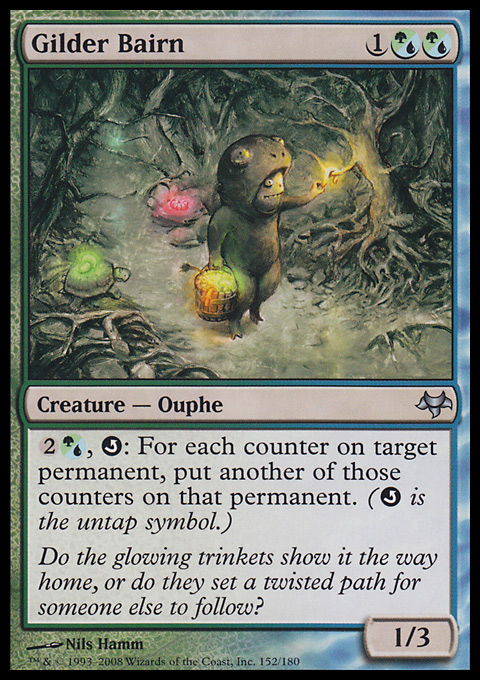 Gilder Bairn 1
Creature — Ouphe
2 , : For each counter on target
permanent, put another of those
counters on that permanent. ( is
the untap symbol.)
Do the glowing trinkets show it the way
home, or do they set a twisted path for
someone else to follow?
Nils Hamm
1/3
™ & © 1993–2008 Wizards of the Coast, Inc. 152/180